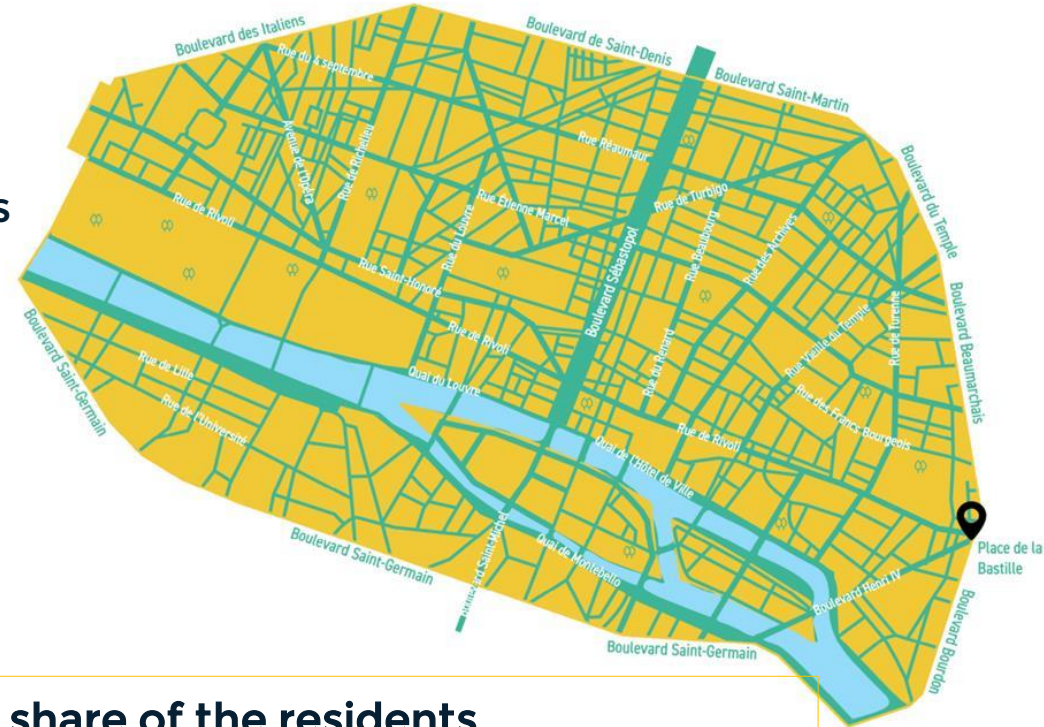 Boulevard des Italiens
Boulevard de Saint-Denis
Boulevard Saint-Martin
Rue du 4 septembre
Avenue de l'Opéra
Rue de Richelieu
Rue Réaumur
Boulevard du Temple
s
Rue de Rivoli
Rue du Louvre
Rue Etienne Marcel
Rue de Turbigo
Rue Beaubourg
Rue des Archives
Boulevard Sébastopol
Rue Saint-Honoré
Rue de Rivoli
Rue du Renard
Rue Vieille du Temple
Rue de Turenne
Boulevard Beaumarchais
Boulevard Saint-Germain
Rue de Lille
Rue de l'Université
Quai du Louvre
Rue des Francs Bourgeois
Rue de Rivoli
Quai de l'Hôtel de Ville
Boulevard Saint-Michel
Quai de Montebello
Place de la
Bastille
Boulevard Saint-Germain
Boulevard Henri IV
Boulevard Bourdon
Boulevard Saint-Germain
share of the residents